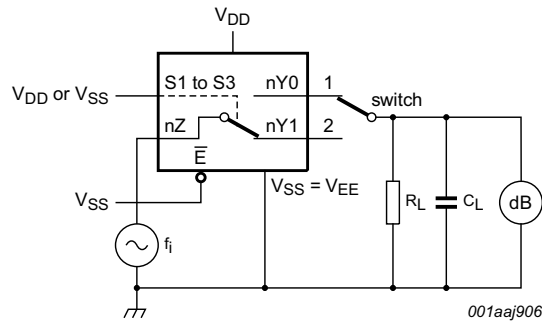 VDD
S1 to S3 nY0 1
VDD or VSS
switch
nZ nY1 2
E
VSS = VEE
VSS
RL CL dB
fi
001aaj906